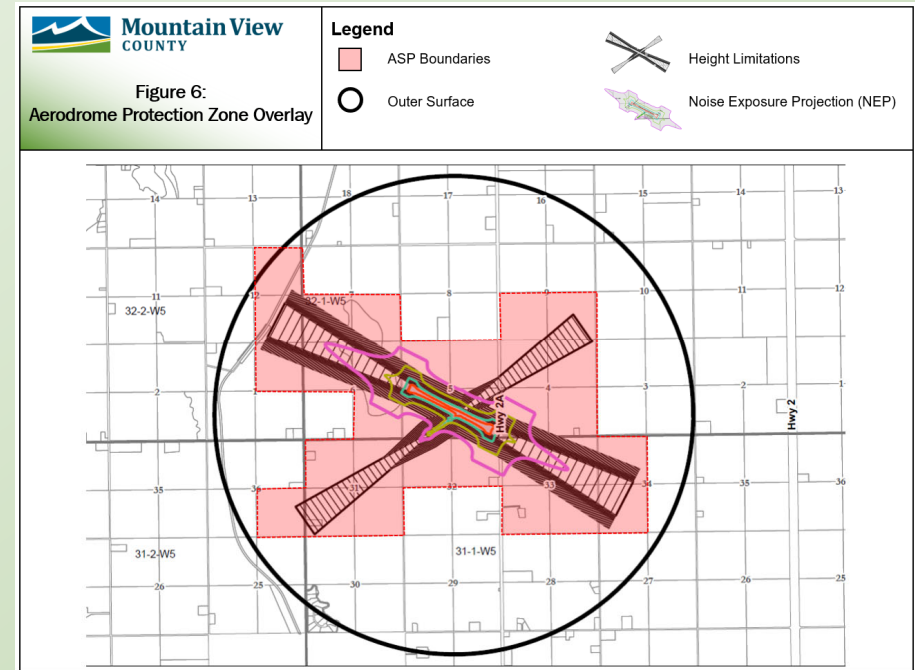 Mountain View
COUNTY
Figure 6:
Aerodrome Protection Zone Overlay
Legend
ASP Boundaries
Height Limitations
Outer Surface
Noise Exposure Projection (NEP)
14 13 18 17 16 15 14 13
11 12 32-1-W5 7 8 9 10 11 12
32-2-W5
2 1 6 5 4 3 2 1
Hwy 2A
Hwy 2
35 36 31 32 33 34 35 36
31-2-W5
31-1-W5
26 25 30 29 28 27 26 25